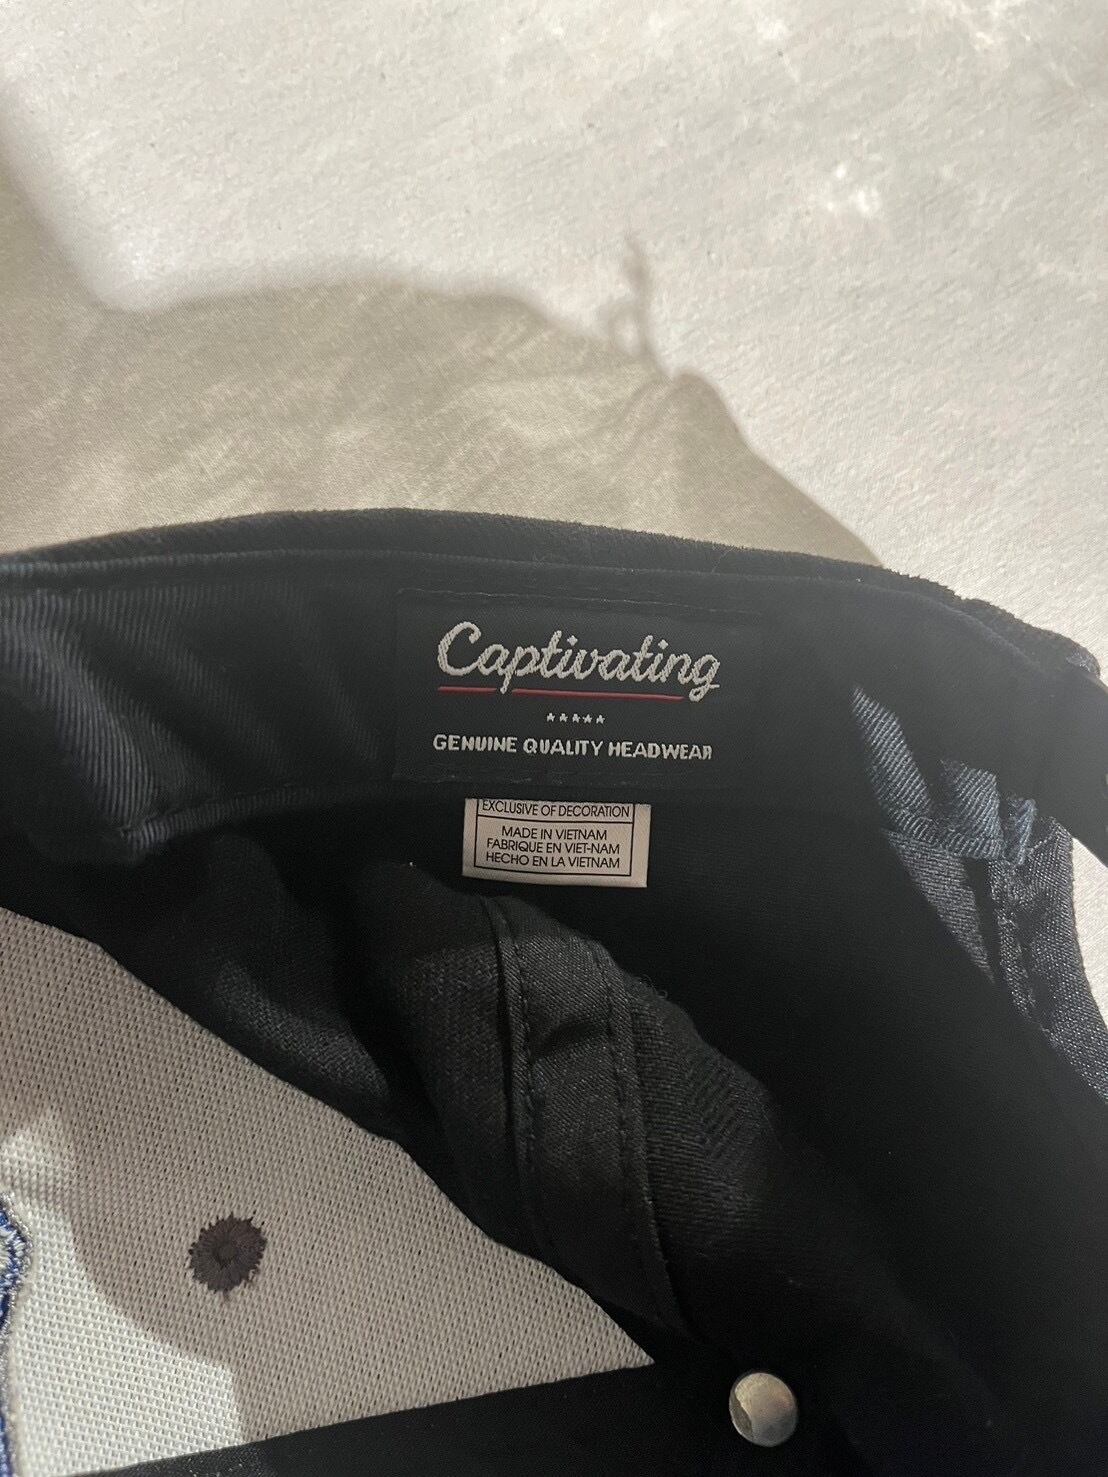 Captivating
★★★★★
GENUINE QUALITY HEADWEAR
EXCLUSIVE OF DECORATION
MADE IN VIETNAM
FABRIQUE EN VIET-NAM
HECHO EN LA VIETNAM